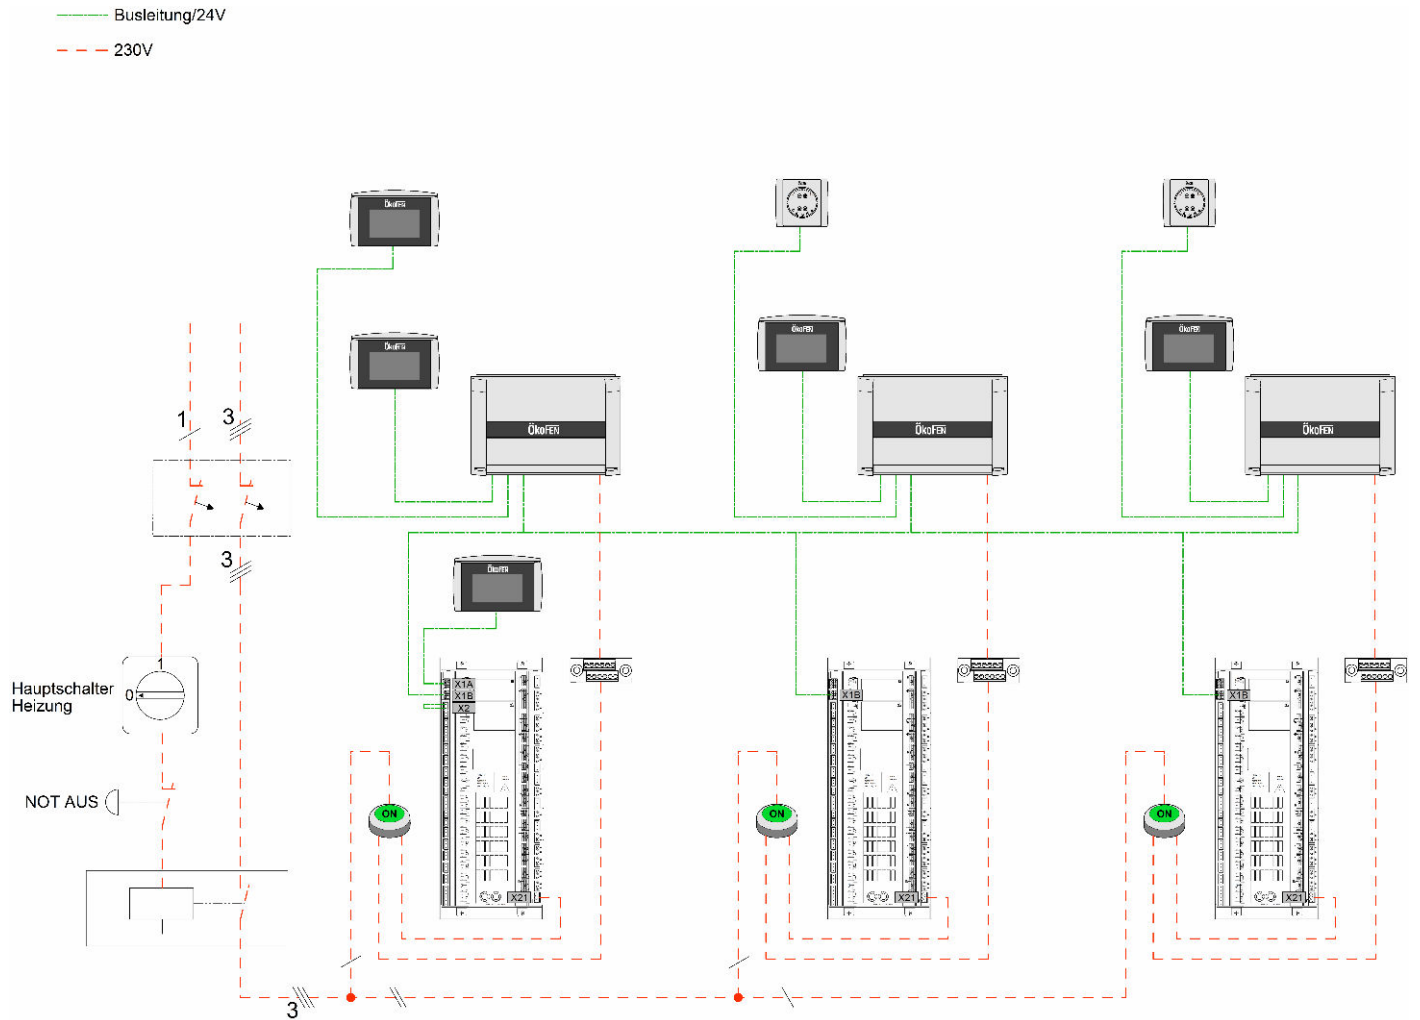 Busleitung/24V
230V
ÖkoFEN
ÖkoFEN
ÖkoFEN
ÖkoFEN
1
3
ÖkoFEN
ÖkoFEN
ÖkoFEN
3
ÖkoFEN
1
Hauptschalter
Heizung
0
X1A
X1B
X2
X1B
X1B
NOT AUS
ON
ON
ON
X21
X21
X21
3